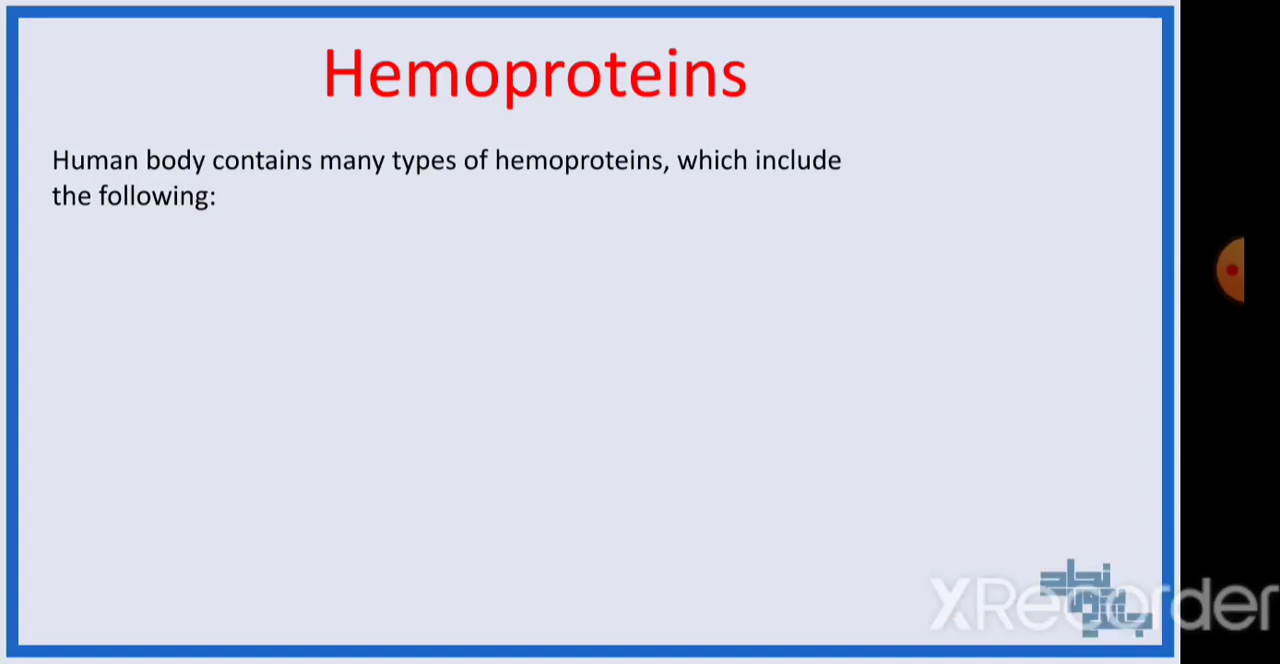 Hemoproteins
Human body contains many types of hemoproteins, which include
the following:
XRecorder